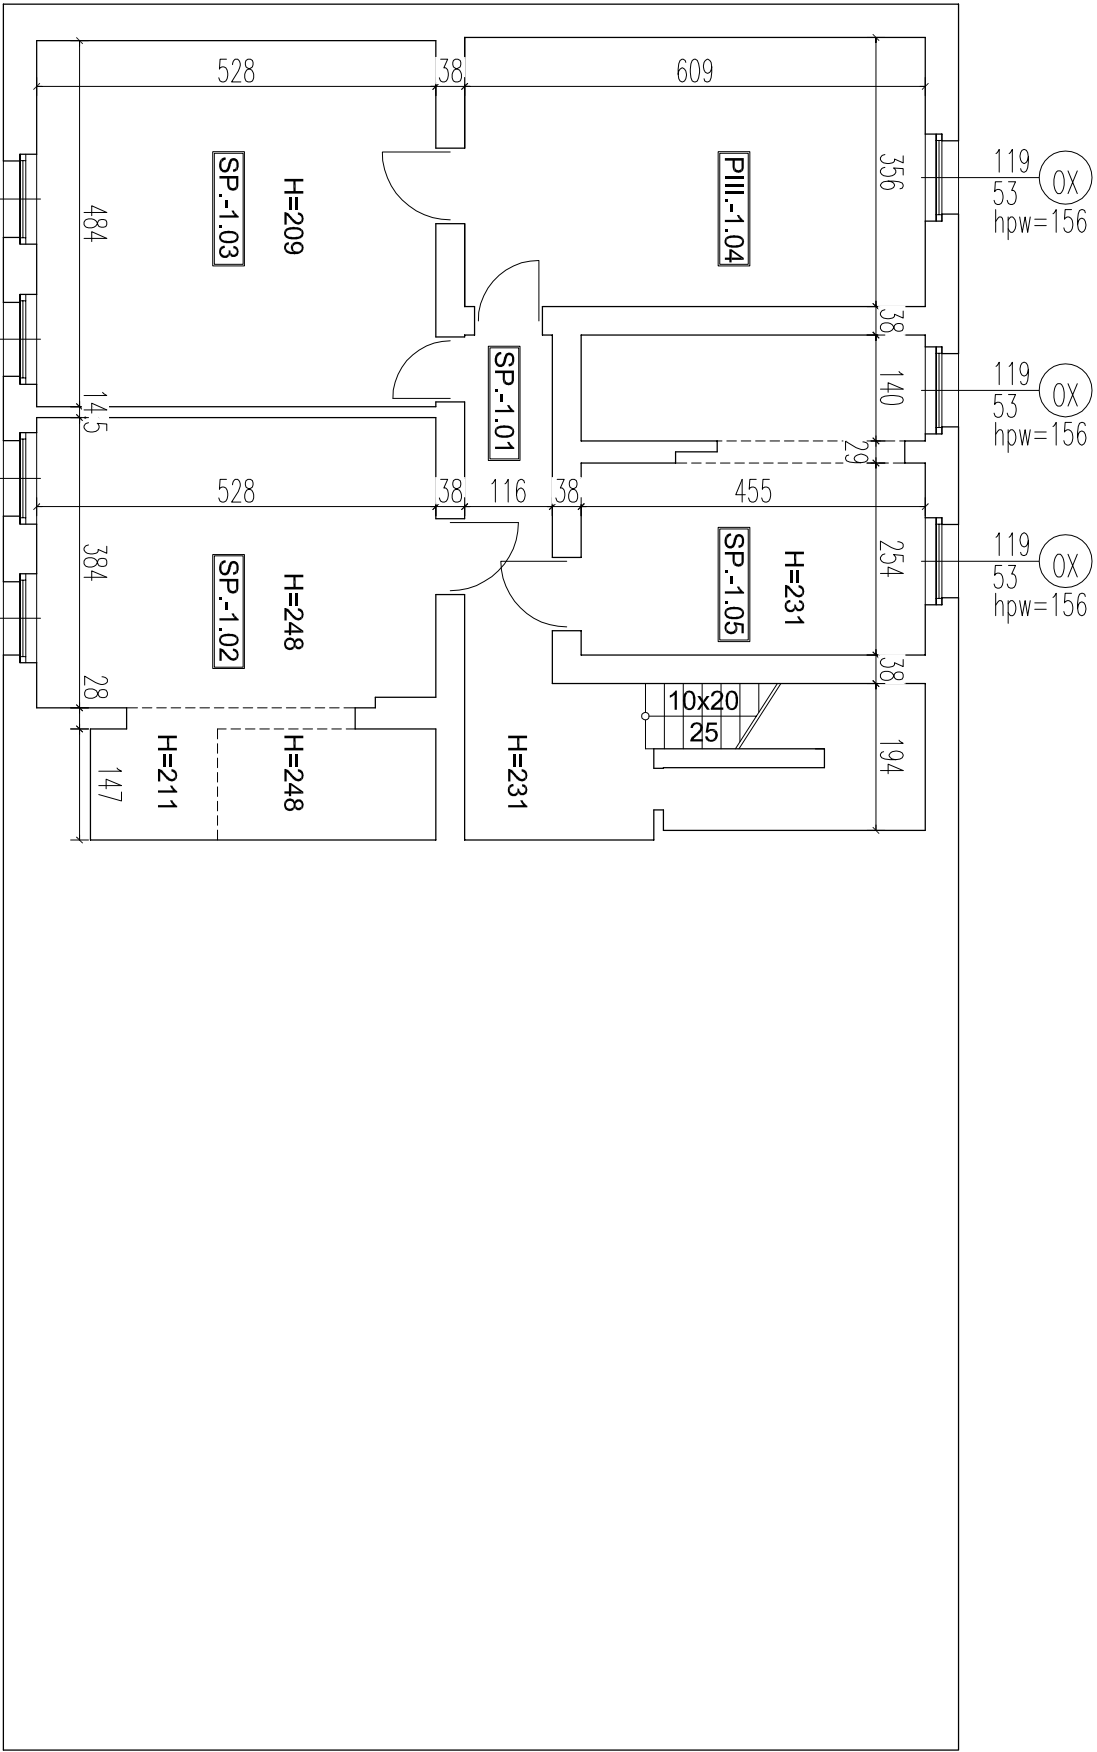 528
38
609
119
53
hpw=156
OX
356
SP.-1.03
H=209
484
PIII.-1.04
38
119
53
hpw=156
OX
140
SP.-1.01
14,5
29
528
38
116
38
455
119
53
hpw=156
OX
254
SP.-1.05
H=231
384
SP.-1.02
H=248
38
28
10x20
25
194
147
H=211
H=248
H=231